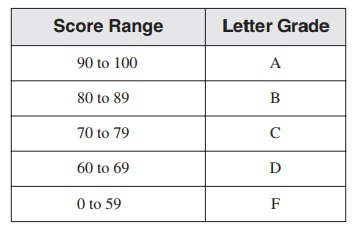 Score Range Letter Grade
90 to 100 A
80 to 89 B
70 to 79 C
60 to 69 D
0 to 59 F